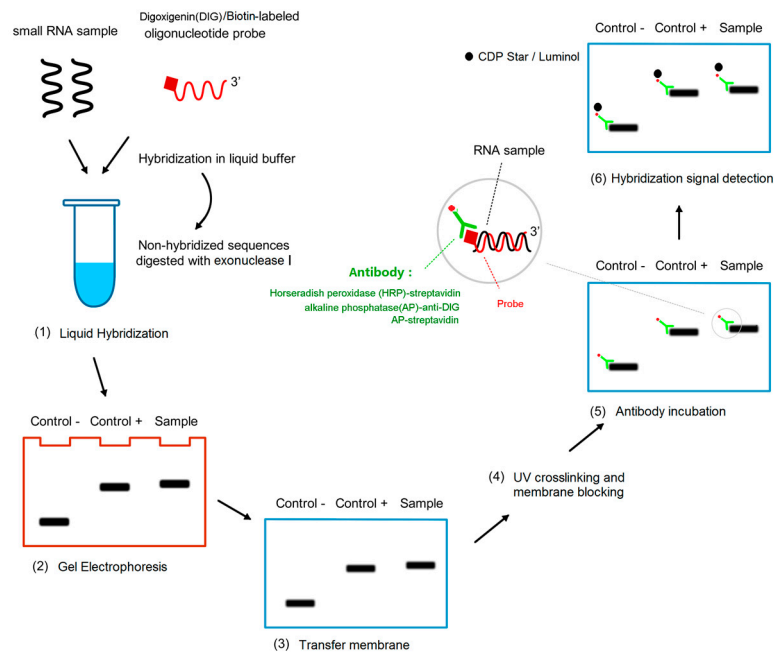 small RNA sample
Digoxigenin(DIG)/Biotin-labeled
oligonucleotide probe
3’
Hybridization in liquid buffer
Non-hybridized sequences
digested with exonuclease I
(1) Liquid Hybridization
Control - Control + Sample
(2) Gel Electrophoresis
Control - Control + Sample
(3) Transfer membrane
(4) UV crosslinking and
membrane blocking
RNA sample
3’
Antibody :
Horseradish peroxidase (HRP)-streptavidin
alkaline phosphatase(AP)-anti-DIG
AP-streptavidin
Probe
Control - Control + Sample
(5) Antibody incubation
Control - Control + Sample
CDP Star / Luminol
(6) Hybridization signal detection